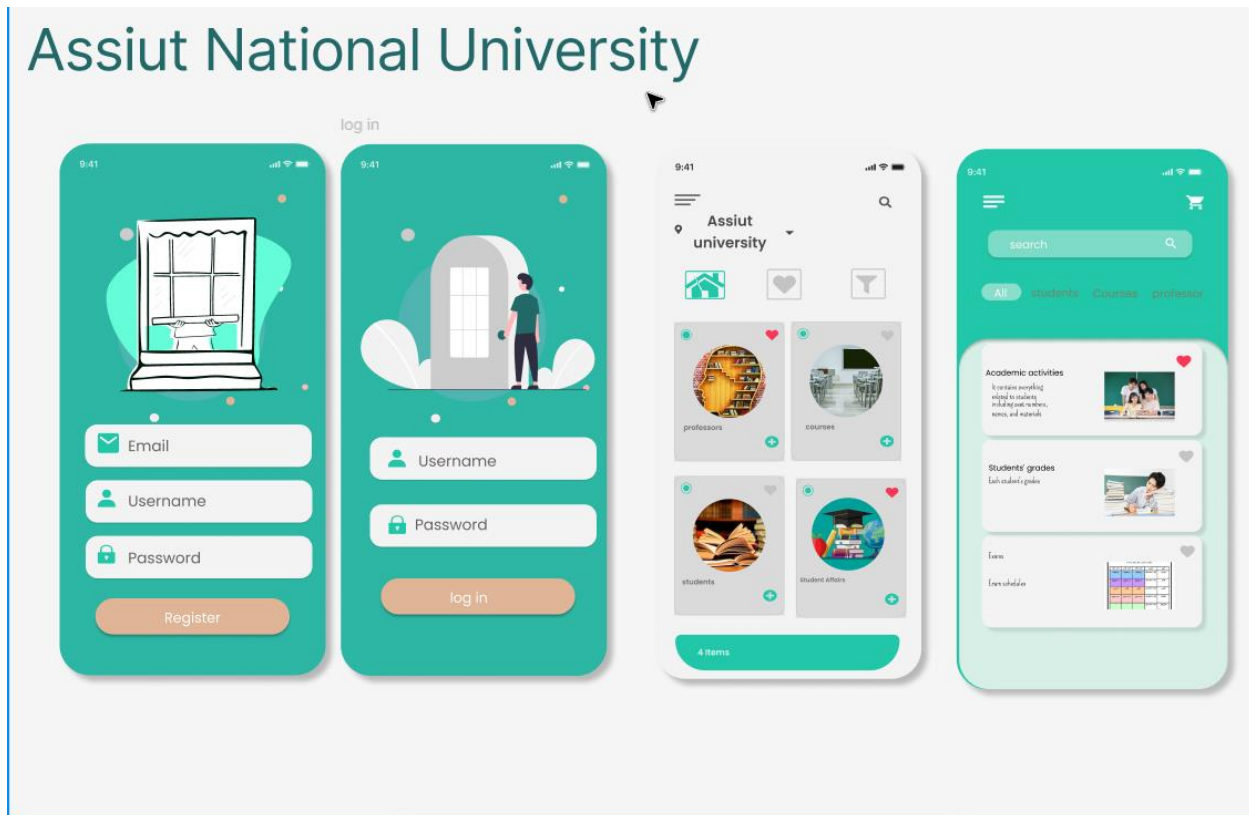 Assiut National University
log in
9:41
Email
Username
Password
Register
9:41
Username
Password
log in
9:41
Assiut
university
professors
courses
students
Student Affairs
4 Items
9:41
search
All students Courses professor
Academic activities
It contains everything
related to students
including seat numbers,
names, and materials
Students' grades
Each student's grades
Exams
Exam schedules